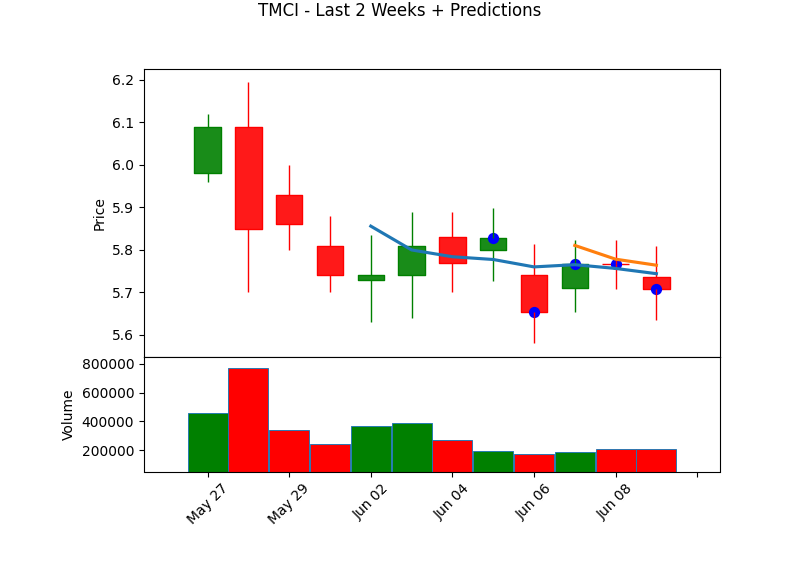 TMCI - Last 2 Weeks + Predictions
6.2
6.1
6.0
5.9
5.8
5.7
5.6
Price
800000
600000
400000
200000
Volume
May 27
May 29
Jun 02
Jun 04
Jun 06
Jun 08